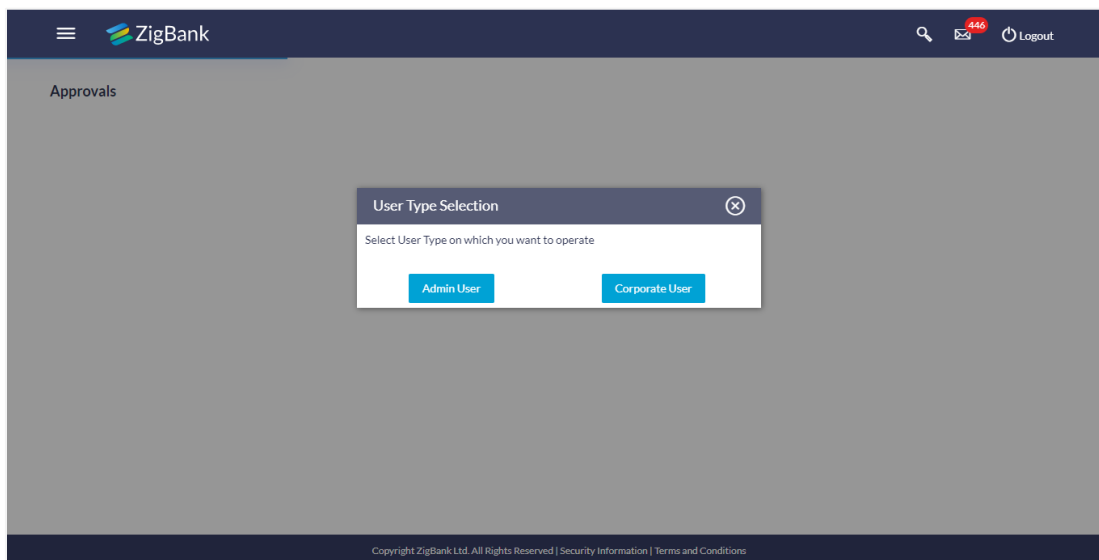 ZigBank
446
Logout
Approvals
User Type Selection
Select User Type on which you want to operate
Admin User
Corporate User
Copyright ZigBank Ltd. All Rights Reserved | Security Information | Terms and Conditions